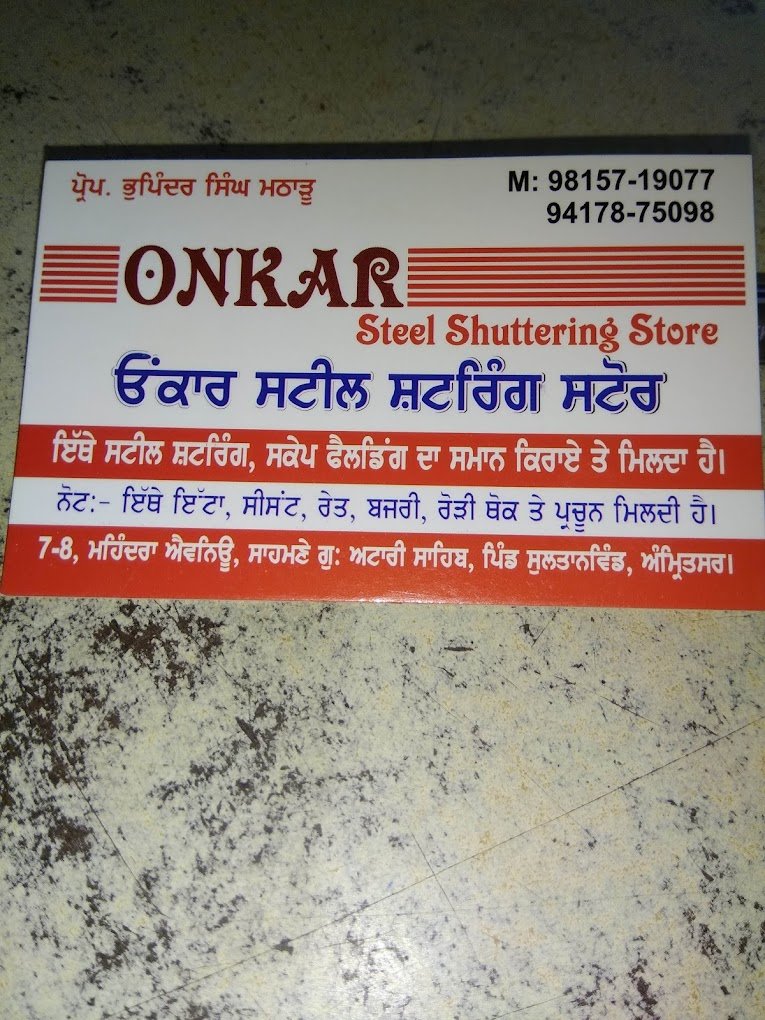 ਪ੍ਰੋਪ. ਭੁਪਿੰਦਰ ਸਿੰਘ ਮਠਾੜੂ
M: 98157-19077
94178-75098
ONKAR
Steel Shuttering Store
ਓਂਕਾਰ ਸਟੀਲ ਸ਼ਟਰਿੰਗ ਸਟੋਰ
ਇੱਥੇ ਸਟੀਲ ਸ਼ਟਰਿੰਗ, ਸਕੇਪ ਫੈਲਡਿੰਗ ਦਾ ਸਮਾਨ ਕਿਰਾਏ ਤੇ ਮਿਲਦਾ ਹੈ।
ਨੋਟ:- ਇੱਥੇ ਇੱਟਾ, ਸੀਸਂਟ, ਰੇਤ, ਬਜਰੀ, ਰੋੜੀ ਥੋਕ ਤੇ ਪ੍ਰਚੂਨ ਮਿਲਦੀ ਹੈ।
7-8, ਮਹਿੰਦਰਾ ਐਵਨਿਊ, ਸਾਹਮਣੇ ਗੁ: ਅਟਾਰੀ ਸਾਹਿਬ, ਪਿੰਡ ਸੁਲਤਾਨਵਿੰਡ, ਅੰਮ੍ਰਿਤਸਰ।